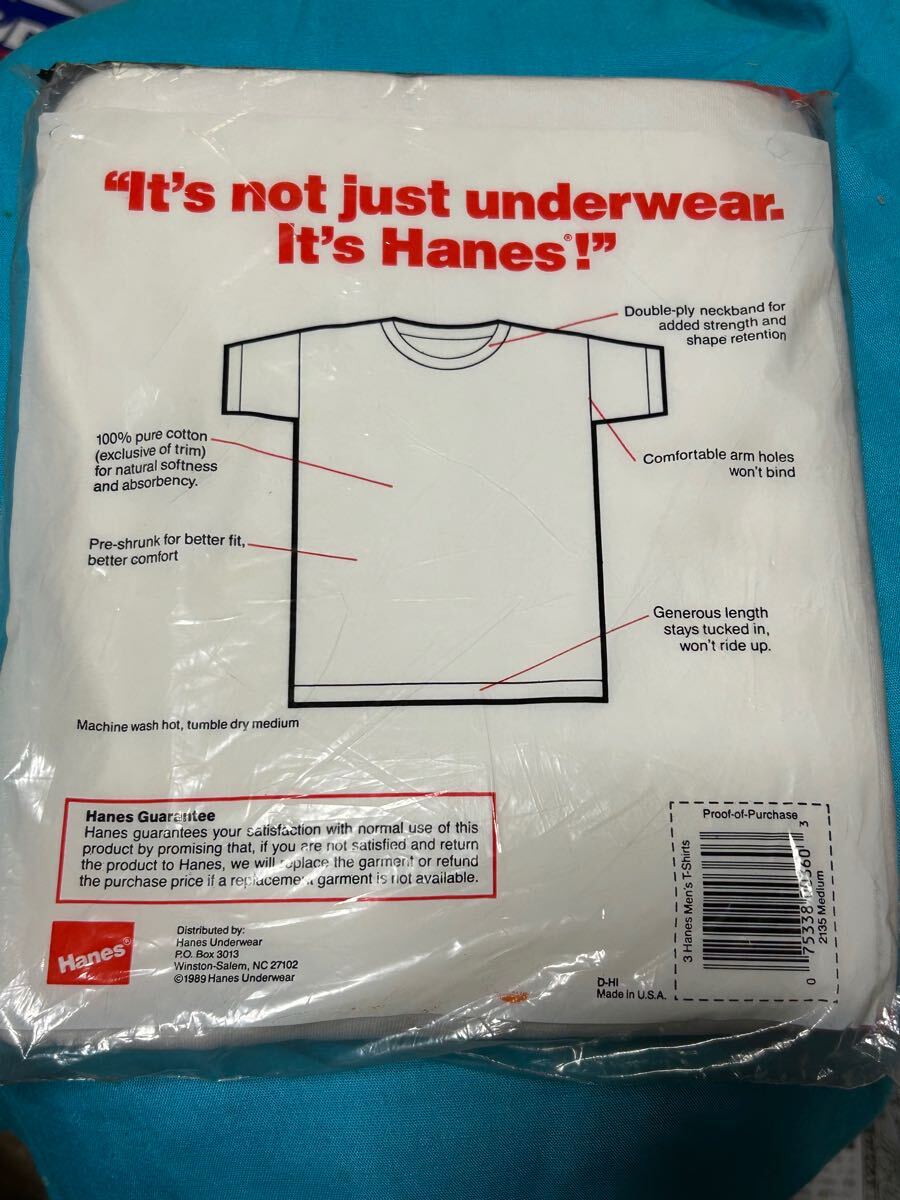 “It’s not just underwear.
It’s Hanes®!”
Double-ply neckband for
added strength and
shape retention
100% pure cotton
(exclusive of trim)
for natural softness
and absorbency.
Comfortable arm holes
won’t bind
Pre-shrunk for better fit,
better comfort
Generous length
stays tucked in,
won’t ride up.
Machine wash hot, tumble dry medium
Hanes Guarantee
Hanes guarantees your satisfaction with normal use of this
product by promising that, if you are not satisfied and return
the product to Hanes, we will replace the garment or refund
the purchase price if a replacement garment is not available.
Hanes®
Distributed by:
Hanes Underwear
P.O. Box 3013
Winston-Salem, NC 27102
©1989 Hanes Underwear
D-HI
Made in U.S.A.
Proof-of-Purchase
3 Hanes Men's T-Shirts
2135 Medium